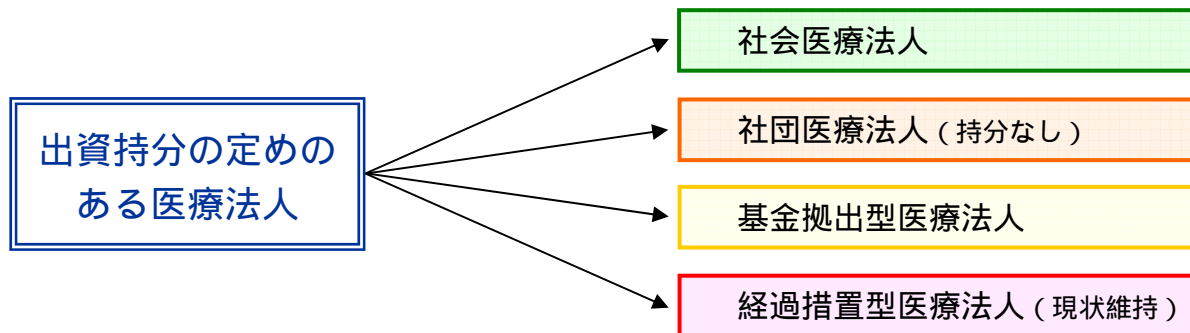 出資持分の定めの
ある医療法人
社会医療法人
社団医療法人（持分なし）
基金拠出型医療法人
経過措置型医療法人（現状維持）